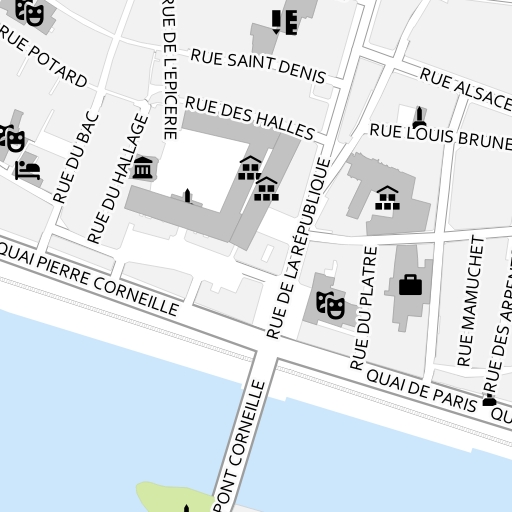 RUE POTARD
RUE DE L'EPICERIE
RUE SAINT DENIS
RUE ALSACE
RUE DES HALLES
RUE LOUIS BRUNE
RUE DU BAC
RUE DU HALLAGE
RUE DE LA RÉPUBLIQUE
QUAI PIERRE CORNEILLE
RUE DU PLATRE
RUE MAMUCHET
RUE DES ARPENT
QUAI DE PARIS
QU
PONT CORNEILLE